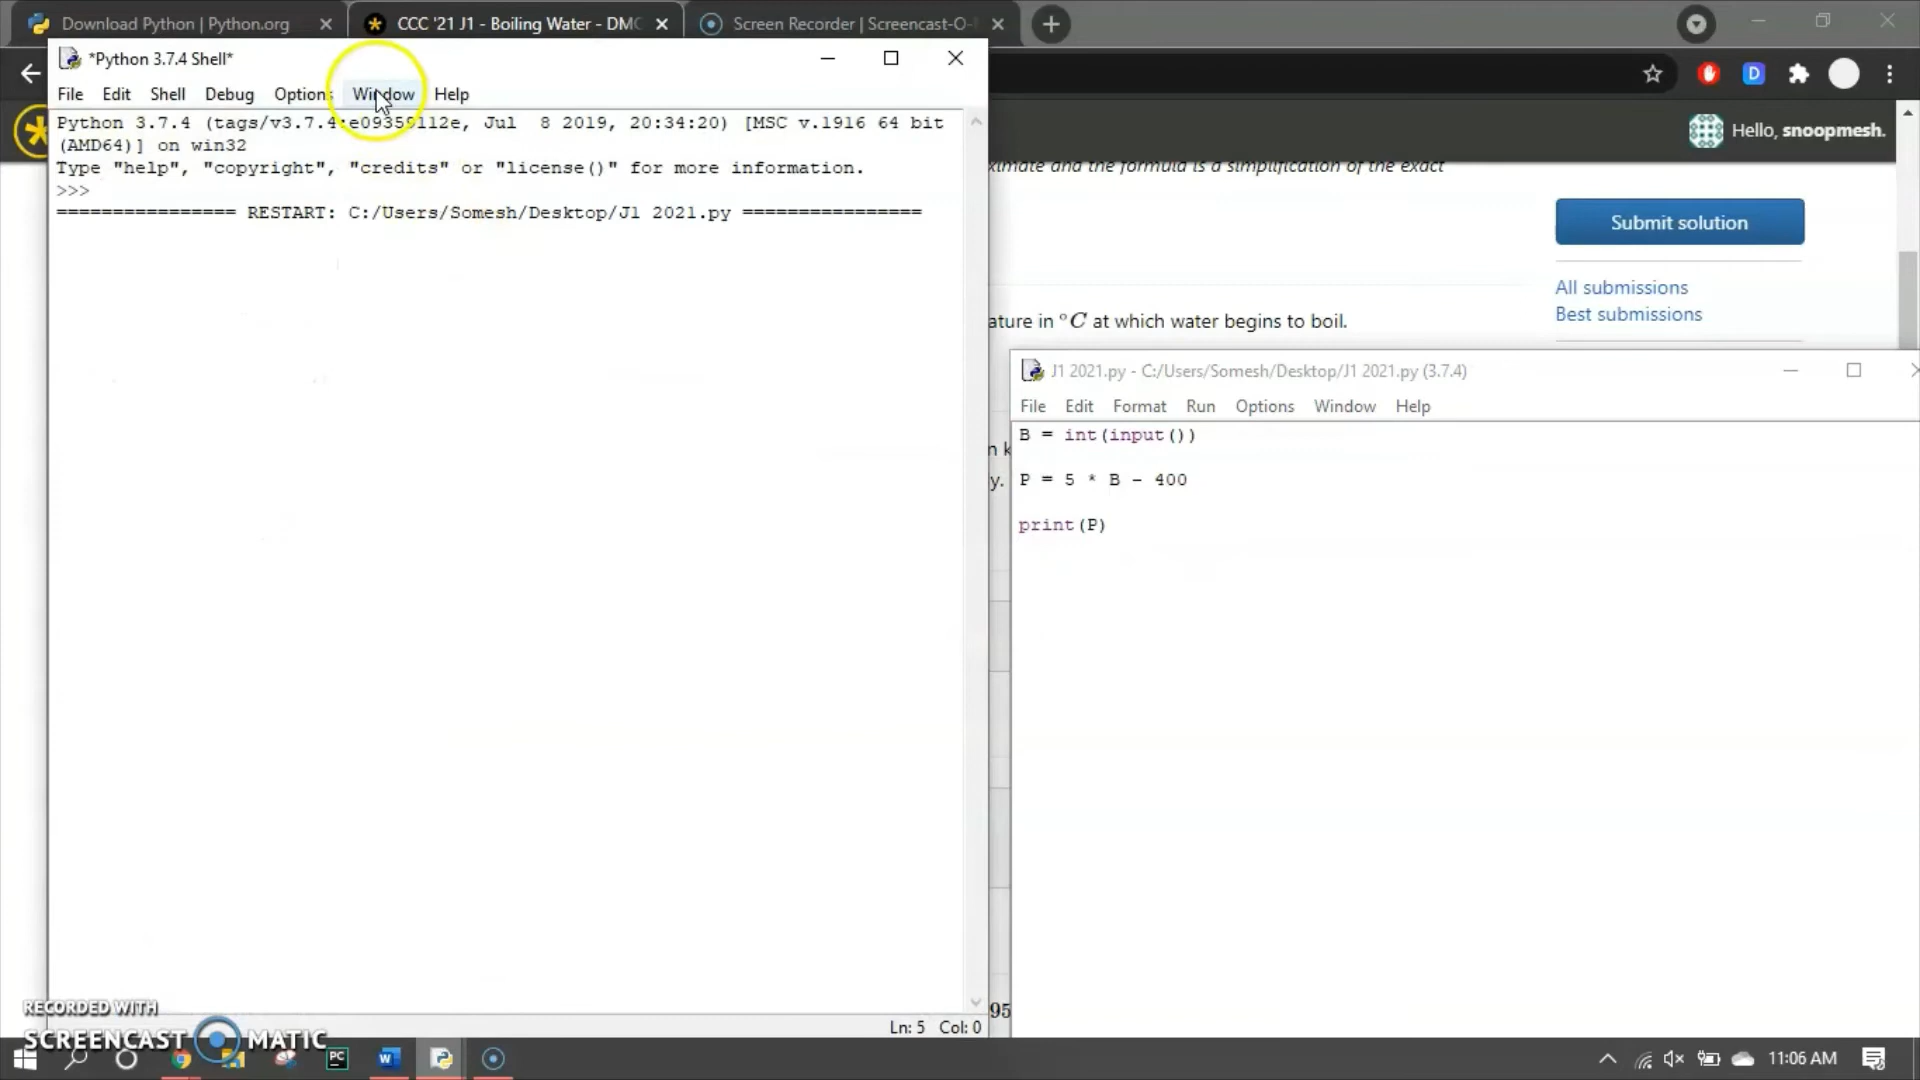 Download Python | Python.org
CCC '21 J1 - Boiling Water - DMO
Screen Recorder | Screencast-O-
*Python 3.7.4 Shell*
File Edit Shell Debug Options Window Help
Python 3.7.4 (tags/v3.7.4:e09359112e, Jul  8 2019, 20:34:20) [MSC v.1916 64 bit
(AMD64)] on win32
Type "help", "copyright", "credits" or "license()" for more information.
>>>
================ RESTART: C:/Users/Somesh/Desktop/J1 2021.py ================
Ln: 5 Col: 0
Hello, snoopmesh.
ximate and the formula is a simplification of the exact
Submit solution
All submissions
Best submissions
ature in °C at which water begins to boil.
n k
y.
95
J1 2021.py - C:/Users/Somesh/Desktop/J1 2021.py (3.7.4)
File Edit Format Run Options Window Help
B = int(input())
P = 5 * B - 400
print(P)
RECORDED WITH
SCREENCAST MATIC
PC
W
D
11:06 AM